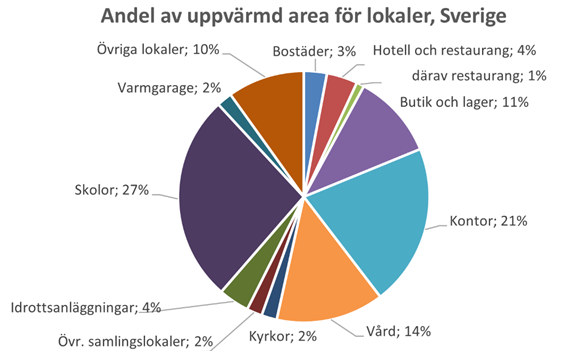 Andel av uppvärmd area för lokaler, Sverige
Övriga lokaler; 10%
Bostäder; 3%
Hotell och restaurang; 4%
därav restaurang; 1%
Varmgarage; 2%
Butik och lager; 11%
Skolor; 27%
Kontor; 21%
Idrottsanläggningar; 4%
Övr. samlingslokaler; 2%
Kyrkor; 2%
Vård; 14%